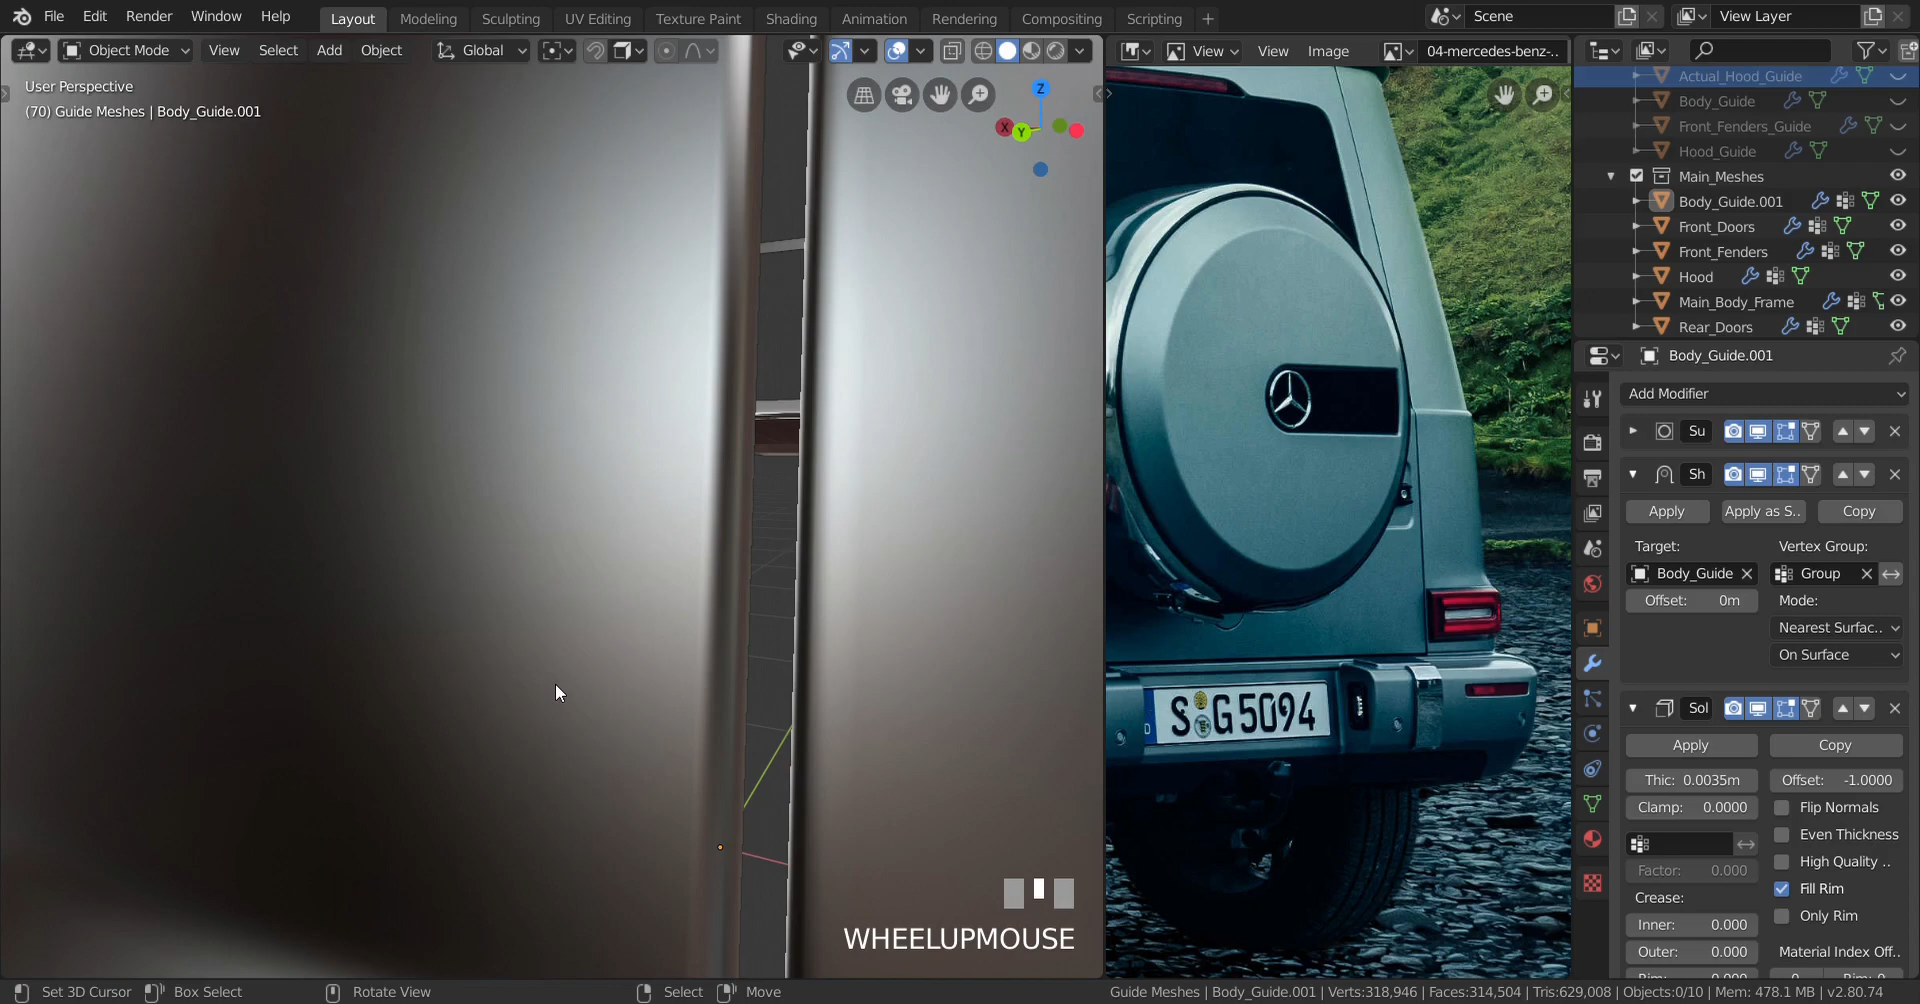 File Edit Render Window Help Layout Modeling Sculpting UV Editing Texture Paint Shading Animation Rendering Compositing Scripting + Scene View Layer
Object Mode View Select Add Object Global View View Image 04-mercedes-benz-..
User Perspective
(70) Guide Meshes | Body_Guide.001
Z
X Y
WHEELUPMOUSE
S G 5094
Actual_Hood_Guide
Body_Guide
Front_Fenders_Guide
Hood_Guide
Main_Meshes
Body_Guide.001
Front_Doors
Front_Fenders
Hood
Main_Body_Frame
Rear_Doors
Body_Guide.001
Add Modifier
Su
Sh
Apply Apply as S.. Copy
Target: Vertex Group:
Body_Guide Group
Offset: 0m Mode:
Nearest Surfac..
On Surface
Sol
Apply Copy
Thic: 0.0035m Offset: -1.0000
Clamp: 0.0000 Flip Normals
Even Thickness
Factor: 0.000 High Quality ..
Crease: Fill Rim
Inner: 0.000 Only Rim
Outer: 0.000 Material Index Off..
Set 3D Cursor Box Select Rotate View Select Move Guide Meshes | Body_Guide.001 | Verts:318,946 | Faces:314,504 | Tris:629,008 | Objects:0/10 | Mem: 478.1 MB | v2.80.74